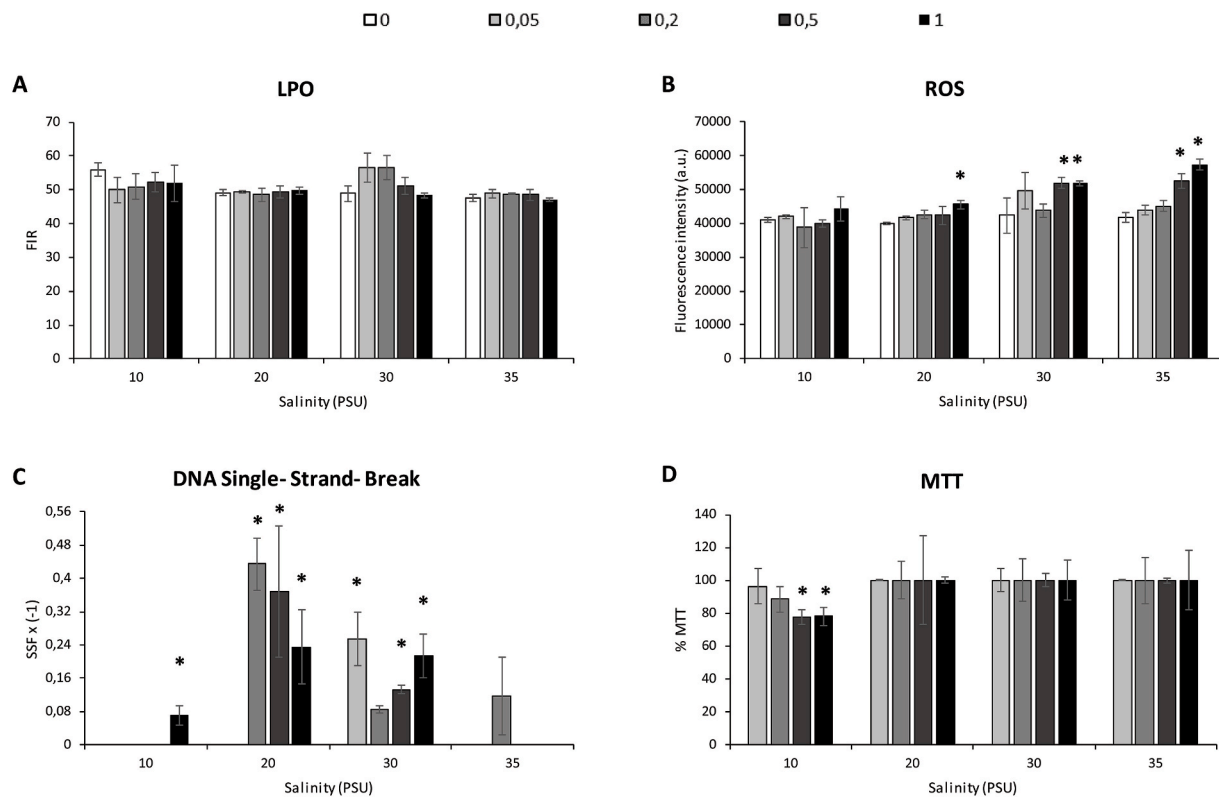 0 0,05 0,2 0,5 1
A
LPO
FIR
70
60
50
40
30
20
10
0
10 20 30 35
Salinity (PSU)
B
ROS
Fluorescence intensity (a.u.)
70000
60000
50000
40000
30000
20000
10000
0
* ** * *
10 20 30 35
Salinity (PSU)
C
DNA Single- Strand- Break
SSF x (-1)
0,56
0,48
0,4
0,32
0,24
0,16
0,08
0
* * * * * * *
10 20 30 35
Salinity (PSU)
D
MTT
% MTT
140
120
100
80
60
40
20
0
* *
10 20 30 35
Salinity (PSU)